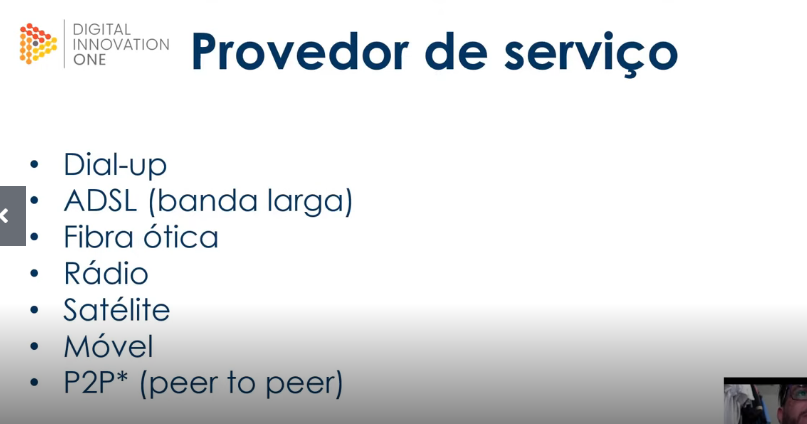 DIGITAL
INNOVATION
ONE
Provedor de serviço
• Dial-up
• ADSL (banda larga)
• Fibra ótica
• Rádio
• Satélite
• Móvel
• P2P* (peer to peer)